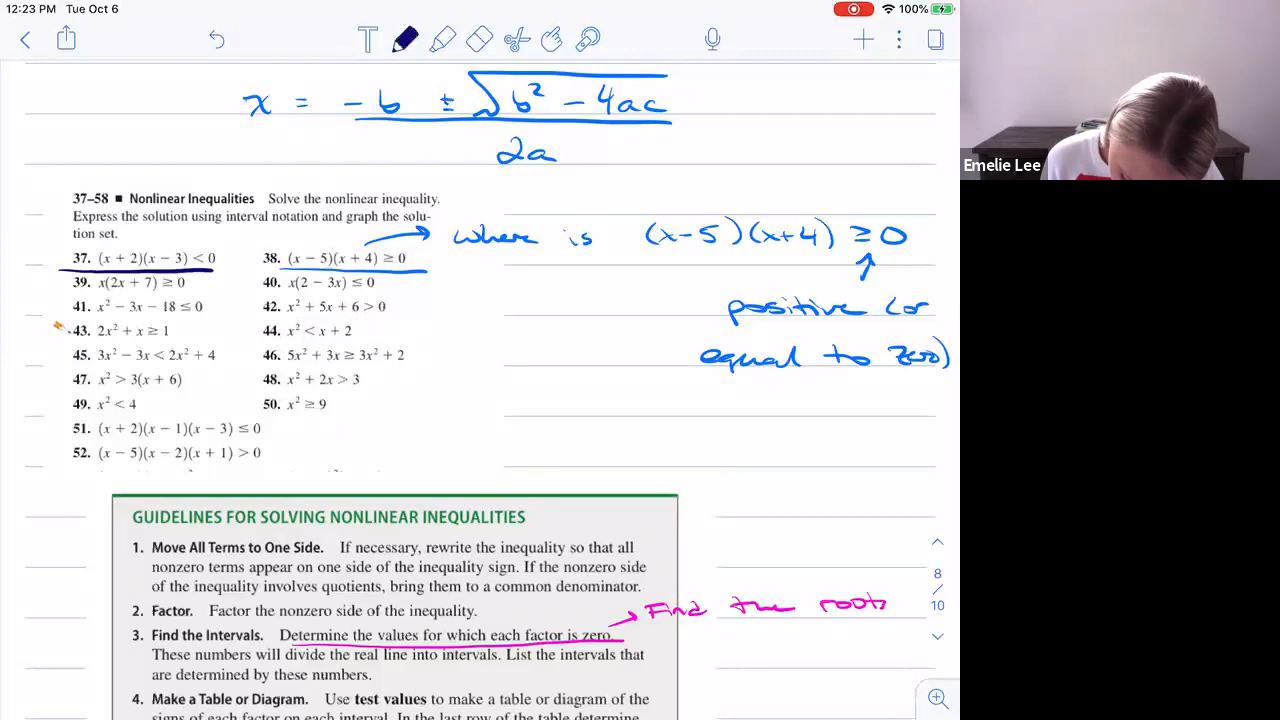 12:23 PM Tue Oct 6
100%
x = -b ± √b² - 4ac
2a
Emelie Lee
37–58 ■ Nonlinear Inequalities Solve the nonlinear inequality.
Express the solution using interval notation and graph the solu-
tion set.
where is (x-5)(x+4) ≥ 0
37. (x + 2)(x − 3) < 0
38. (x − 5)(x + 4) ≥ 0
39. x(2x + 7) ≥ 0
40. x(2 − 3x) ≤ 0
41. x² − 3x − 18 ≤ 0
42. x² + 5x + 6 > 0
43. 2x² + x ≥ 1
44. x² < x + 2
45. 3x² − 3x < 2x² + 4
46. 5x² + 3x ≥ 3x² + 2
47. x² > 3(x + 6)
48. x² + 2x > 3
49. x² < 4
50. x² ≥ 9
51. (x + 2)(x − 1)(x − 3) ≤ 0
52. (x − 5)(x − 2)(x + 1) > 0
positive (or
equal to zero)
GUIDELINES FOR SOLVING NONLINEAR INEQUALITIES
1. Move All Terms to One Side. If necessary, rewrite the inequality so that all
nonzero terms appear on one side of the inequality sign. If the nonzero side
of the inequality involves quotients, bring them to a common denominator.
2. Factor. Factor the nonzero side of the inequality.
Find the roots
3. Find the Intervals. Determine the values for which each factor is zero.
These numbers will divide the real line into intervals. List the intervals that
are determined by these numbers.
4. Make a Table or Diagram. Use test values to make a table or diagram of the
signs of each factor on each interval. In the last row of the table determine
8
/
10